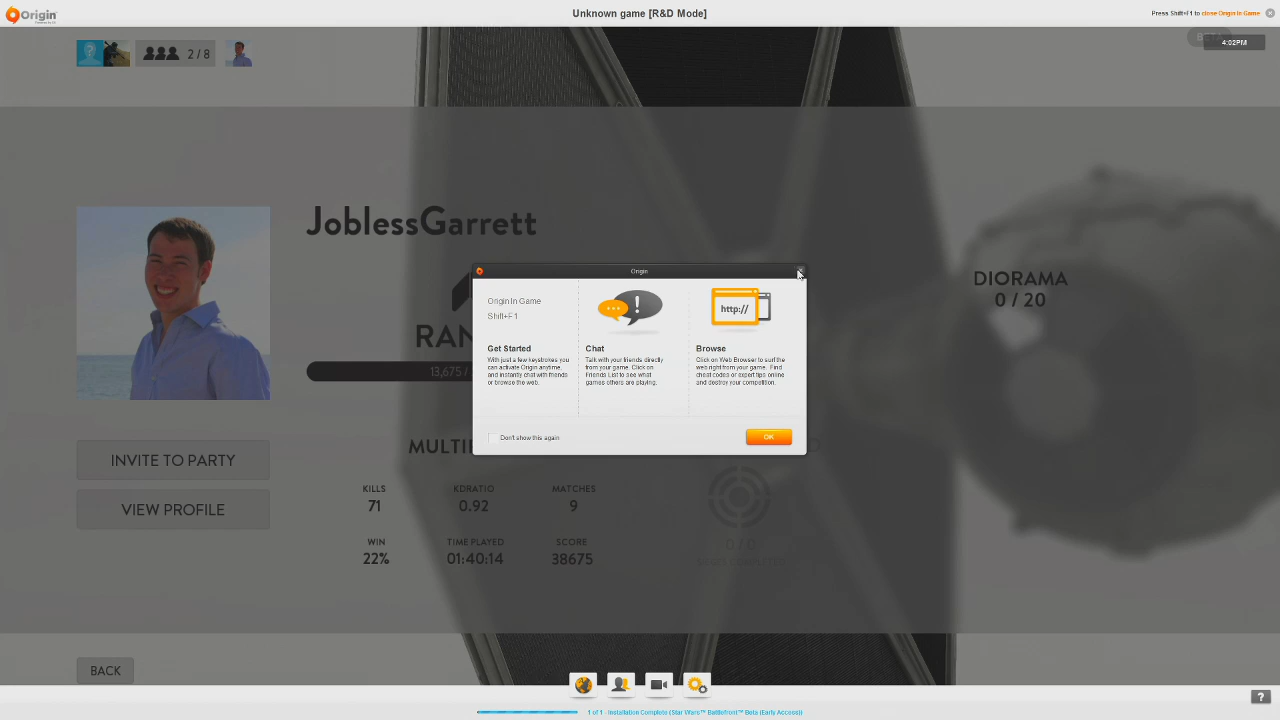 Origin
Unknown game [R&D Mode]
Press Shift+F1 to close Origin In Game
4:02PM
2 / 8
JoblessGarrett
RAN
13,675 /
DIORAMA
0 / 20
Origin
Origin In Game
Shift+F1
Get Started
With just a few keystrokes you
can activate Origin anytime,
and instantly chat with friends
or browse the web.
Chat
Talk with your friends directly
from your game. Click on
Friends List to see what
games others are playing.
http://
Browse
Click on Web Browser to surf the
web right from your game. Find
cheat codes or expert tips online
and destroy your competition.
Don't show this again
OK
INVITE TO PARTY
VIEW PROFILE
MULTI
KILLS
71
KDRATIO
0.92
MATCHES
9
WIN
22%
TIME PLAYED
01:40:14
SCORE
38675
0 / 0
BACK
?
1 of 1 - Installation Complete (Star Wars™ Battlefront™ Beta (Early Access))